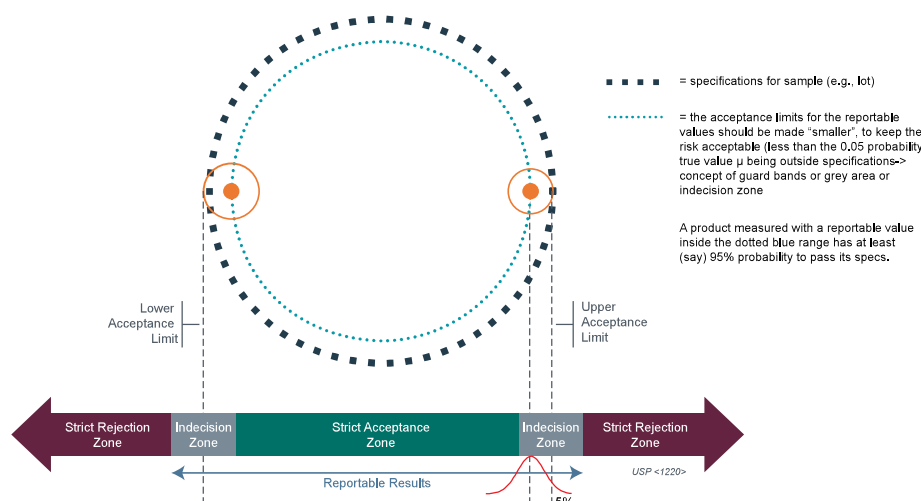 = specifications for sample (e.g., lot)
= the acceptance limits for the reportable
values should be made “smaller”, to keep the
risk acceptable (less than the 0.05 probability
true value μ being outside specifications->
concept of guard bands or grey area or
indecision zone
A product measured with a reportable value
inside the dotted blue range has at least
(say) 95% probability to pass its specs.
Lower
Acceptance
Limit
Upper
Acceptance
Limit
Strict Rejection
Zone
Indecision
Zone
Strict Acceptance
Zone
Indecision
Zone
Strict Rejection
Zone
Reportable Results
USP <1220>
5%